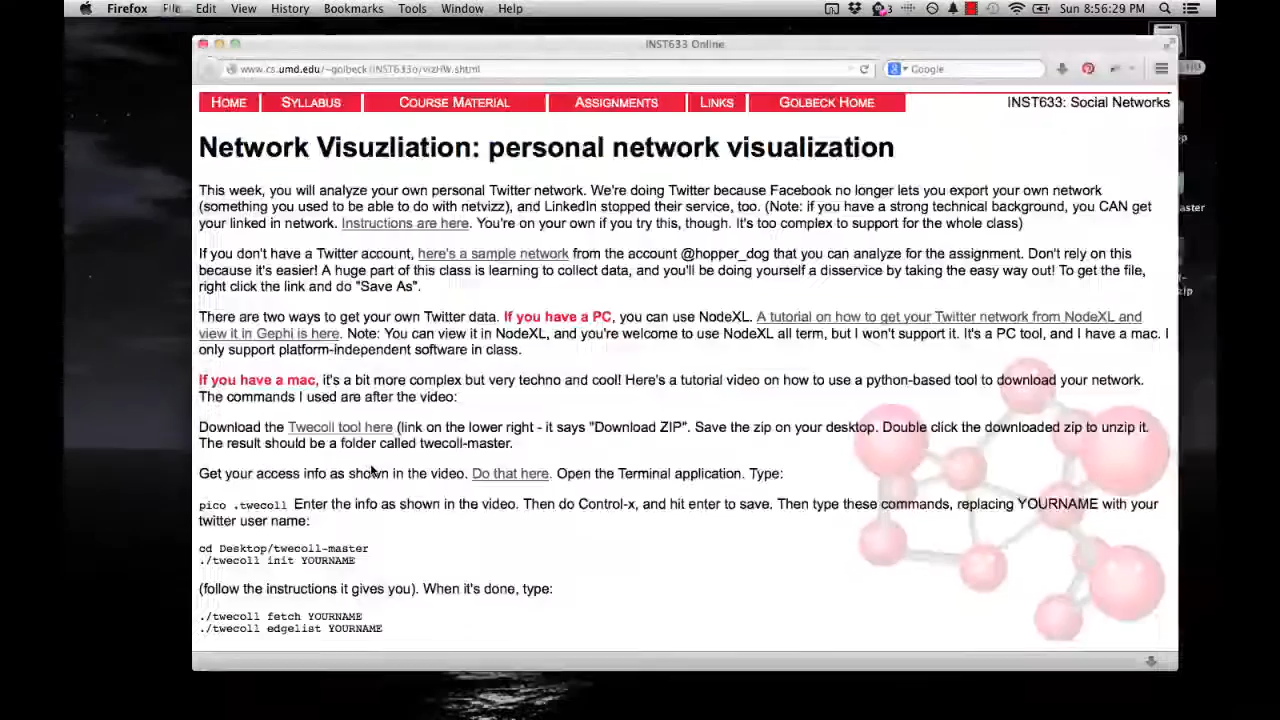 Firefox File Edit View History Bookmarks Tools Window Help 3 Sun 8:56:29 PM
INST633 Online
www.cs.umd.edu/~golbeck/INST633o/vizHW.shtml Google
HOME SYLLABUS COURSE MATERIAL ASSIGNMENTS LINKS GOLBECK HOME INST633: Social Networks
Network Visuzliation: personal network visualization
This week, you will analyze your own personal Twitter network. We're doing Twitter because Facebook no longer lets you export your own network
(something you used to be able to do with netvizz), and LinkedIn stopped their service, too. (Note: if you have a strong technical background, you CAN get
your linked in network. Instructions are here. You're on your own if you try this, though. It's too complex to support for the whole class)
If you don't have a Twitter account, here's a sample network from the account @hopper_dog that you can analyze for the assignment. Don't rely on this
because it's easier! A huge part of this class is learning to collect data, and you'll be doing yourself a disservice by taking the easy way out! To get the file,
right click the link and do "Save As".
There are two ways to get your own Twitter data. If you have a PC, you can use NodeXL. A tutorial on how to get your Twitter network from NodeXL and
view it in Gephi is here. Note: You can view it in NodeXL, and you're welcome to use NodeXL all term, but I won't support it. It's a PC tool, and I have a mac. I
only support platform-independent software in class.
If you have a mac, it's a bit more complex but very techno and cool! Here's a tutorial video on how to use a python-based tool to download your network.
The commands I used are after the video:
Download the Twecoll tool here (link on the lower right - it says "Download ZIP". Save the zip on your desktop. Double click the downloaded zip to unzip it.
The result should be a folder called twecoll-master.
Get your access info as shown in the video. Do that here. Open the Terminal application. Type:
pico .twecoll Enter the info as shown in the video. Then do Control-x, and hit enter to save. Then type these commands, replacing YOURNAME with your
twitter user name:
cd Desktop/twecoll-master
./twecoll init YOURNAME
(follow the instructions it gives you). When it's done, type:
./twecoll fetch YOURNAME
./twecoll edgelist YOURNAME